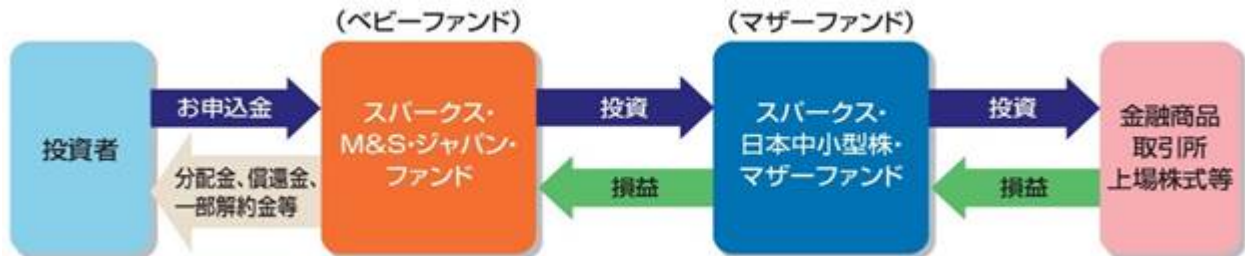 (ベビーファンド)
(マザーファンド)
投資者
お申込金
分配金、償還金、
一部解約金等
スパークス・
M&S・ジャパン・
ファンド
投資
損益
スパークス・
日本中小型株・
マザーファンド
投資
損益
金融商品
取引所
上場株式等